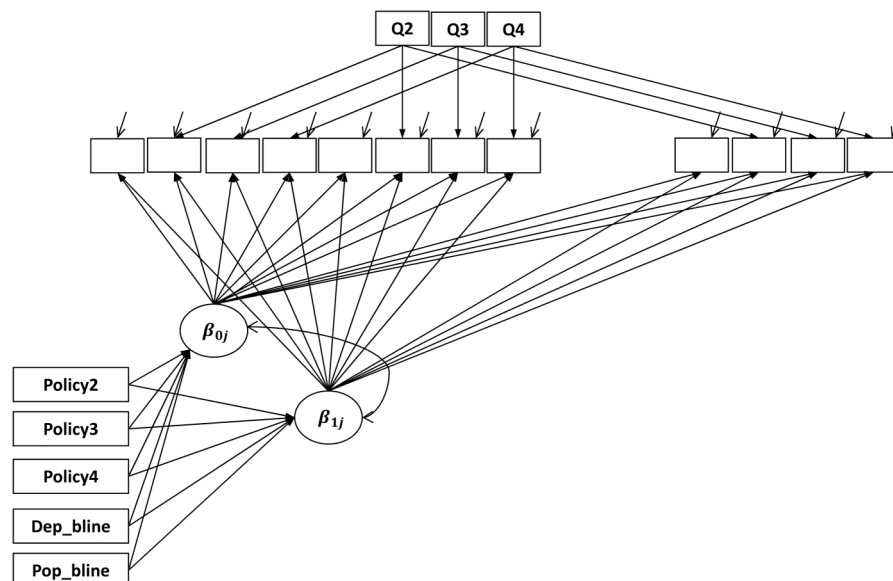 Q2 Q3 Q4
β0j
Policy2
β1j
Policy3
Policy4
Dep_bline
Pop_bline